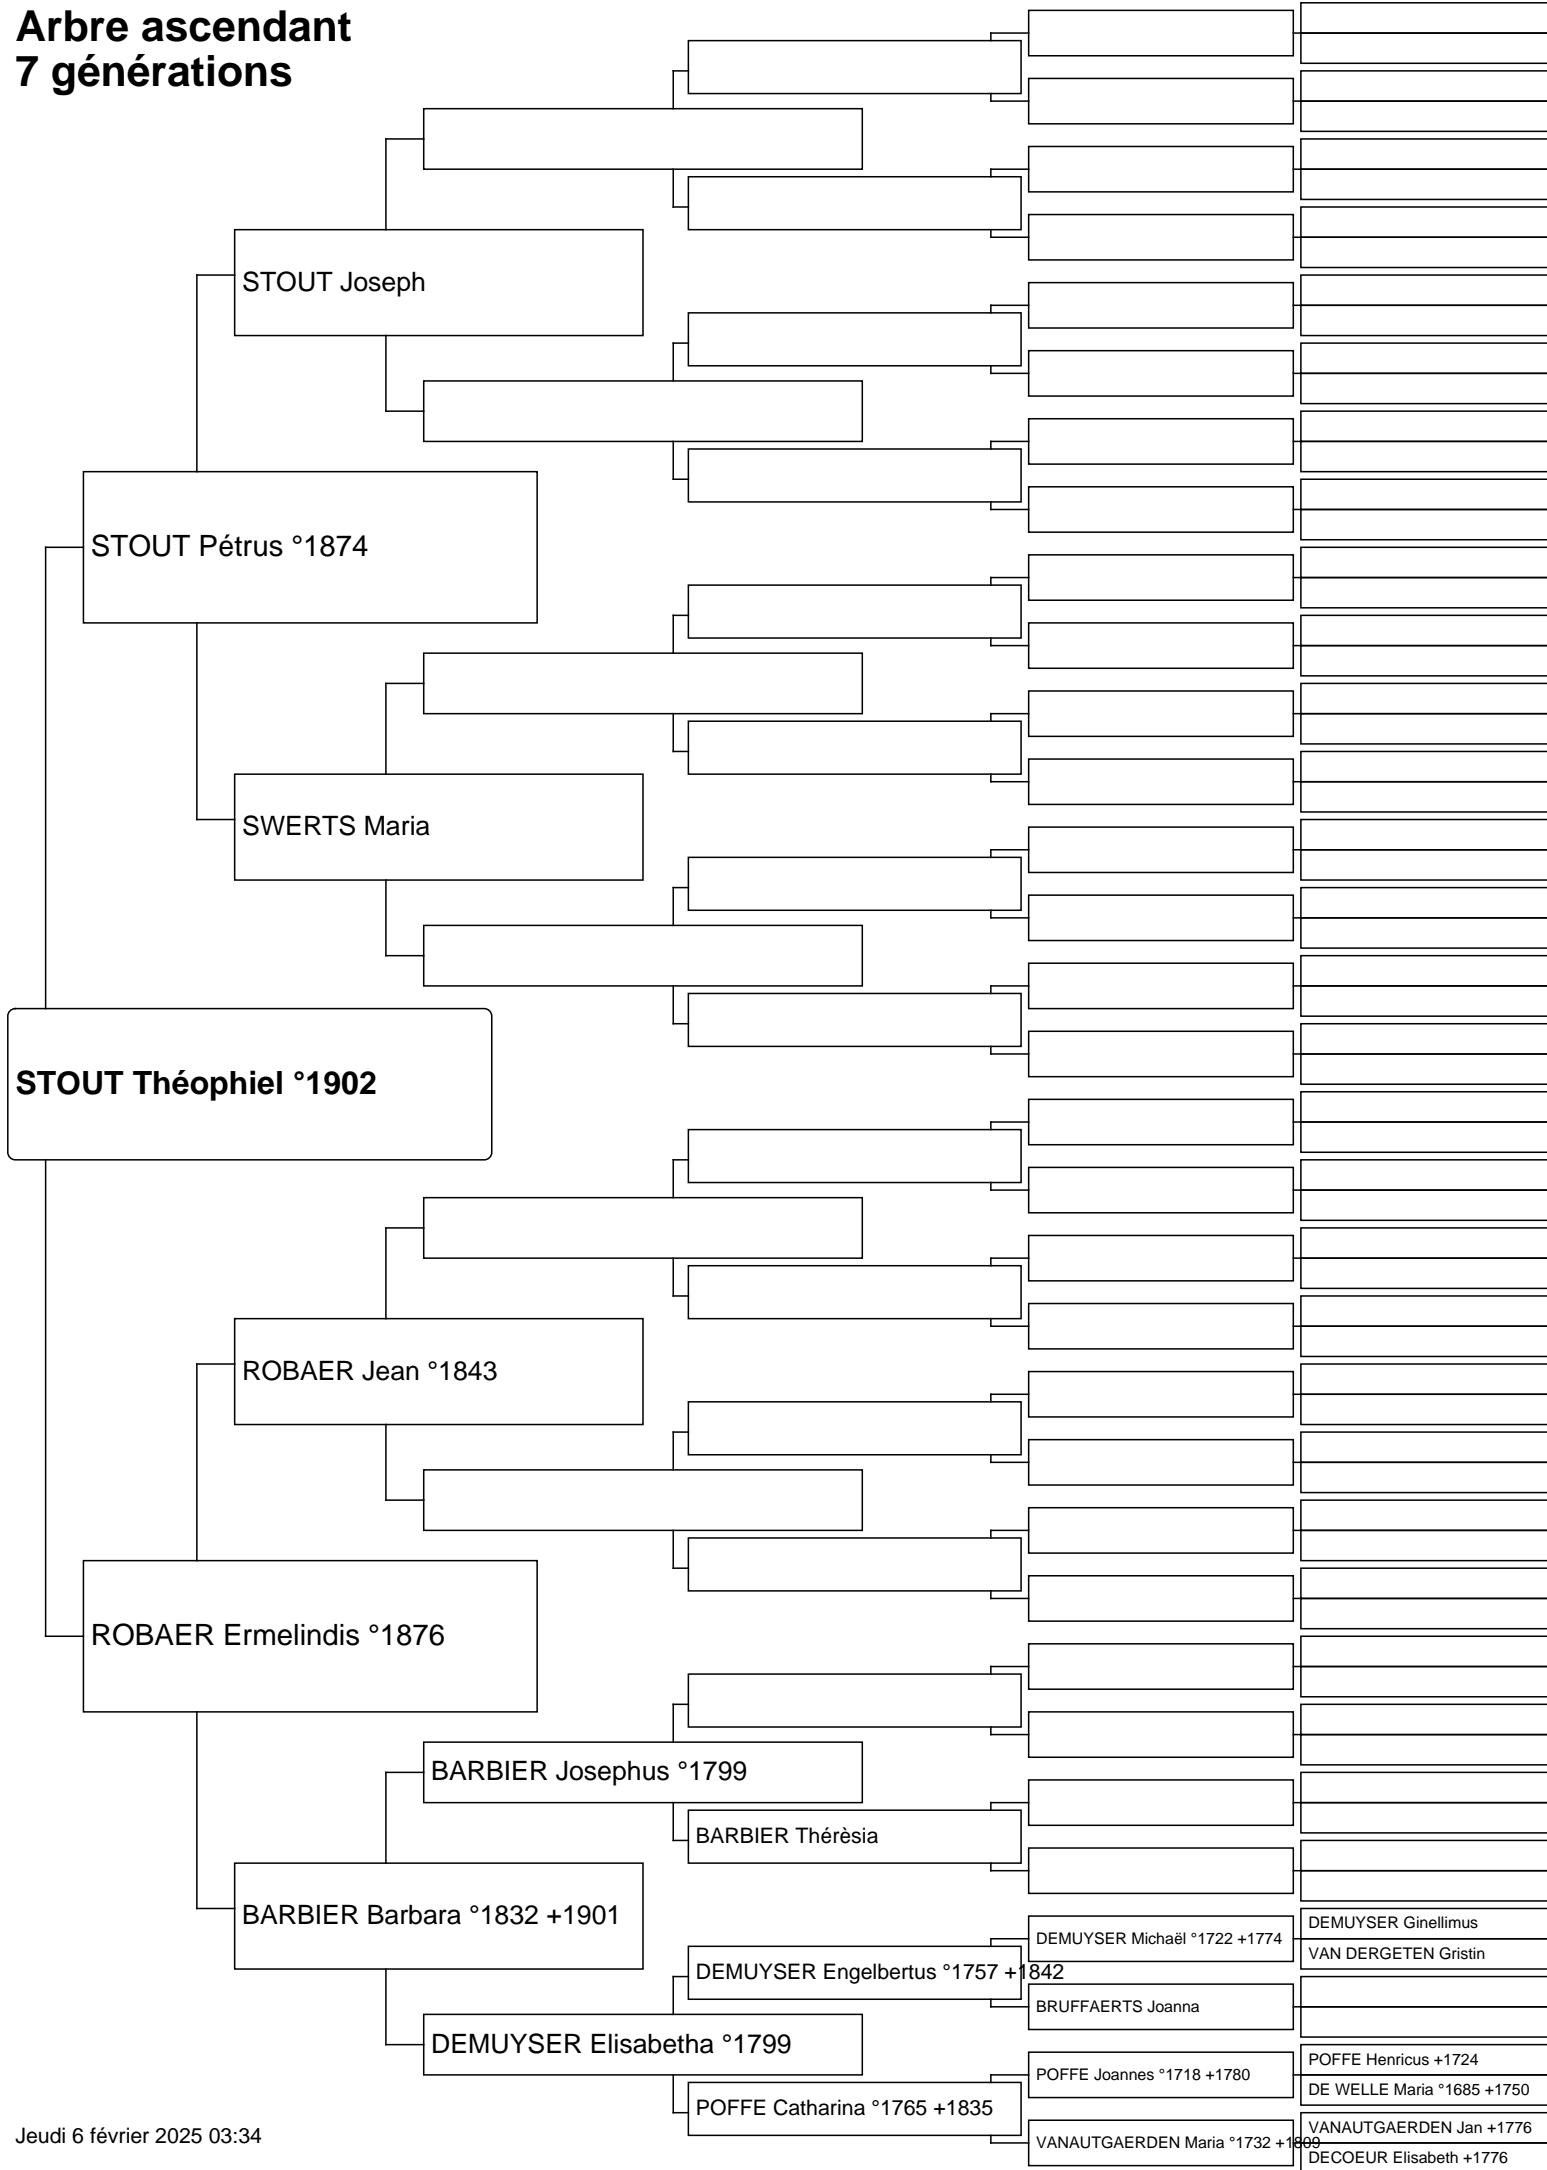 Arbre ascendant
7 générations
STOUT Joseph
STOUT Pétrus °1874
SWERTS Maria
STOUT Théophiel °1902
ROBAER Jean °1843
ROBAER Ermelindis °1876
BARBIER Josephus °1799
BARBIER Thérèsia
BARBIER Barbara °1832 +1901
DEMUYSER Ginellimus
DEMUYSER Michaël °1722 +1774
VAN DERGETEN Gristin
DEMUYSER Engelbertus °1757 +1842
BRUFFAERTS Joanna
DEMUYSER Elisabetha °1799
POFFE Henricus +1724
POFFE Joannes °1718 +1780
DE WELLE Maria °1685 +1750
POFFE Catharina °1765 +1835
VANAUTGAERDEN Jan +1776
VANAUTGAERDEN Maria °1732 +1809
DECOEUR Elisabeth +1776
Jeudi 6 février 2025 03:34